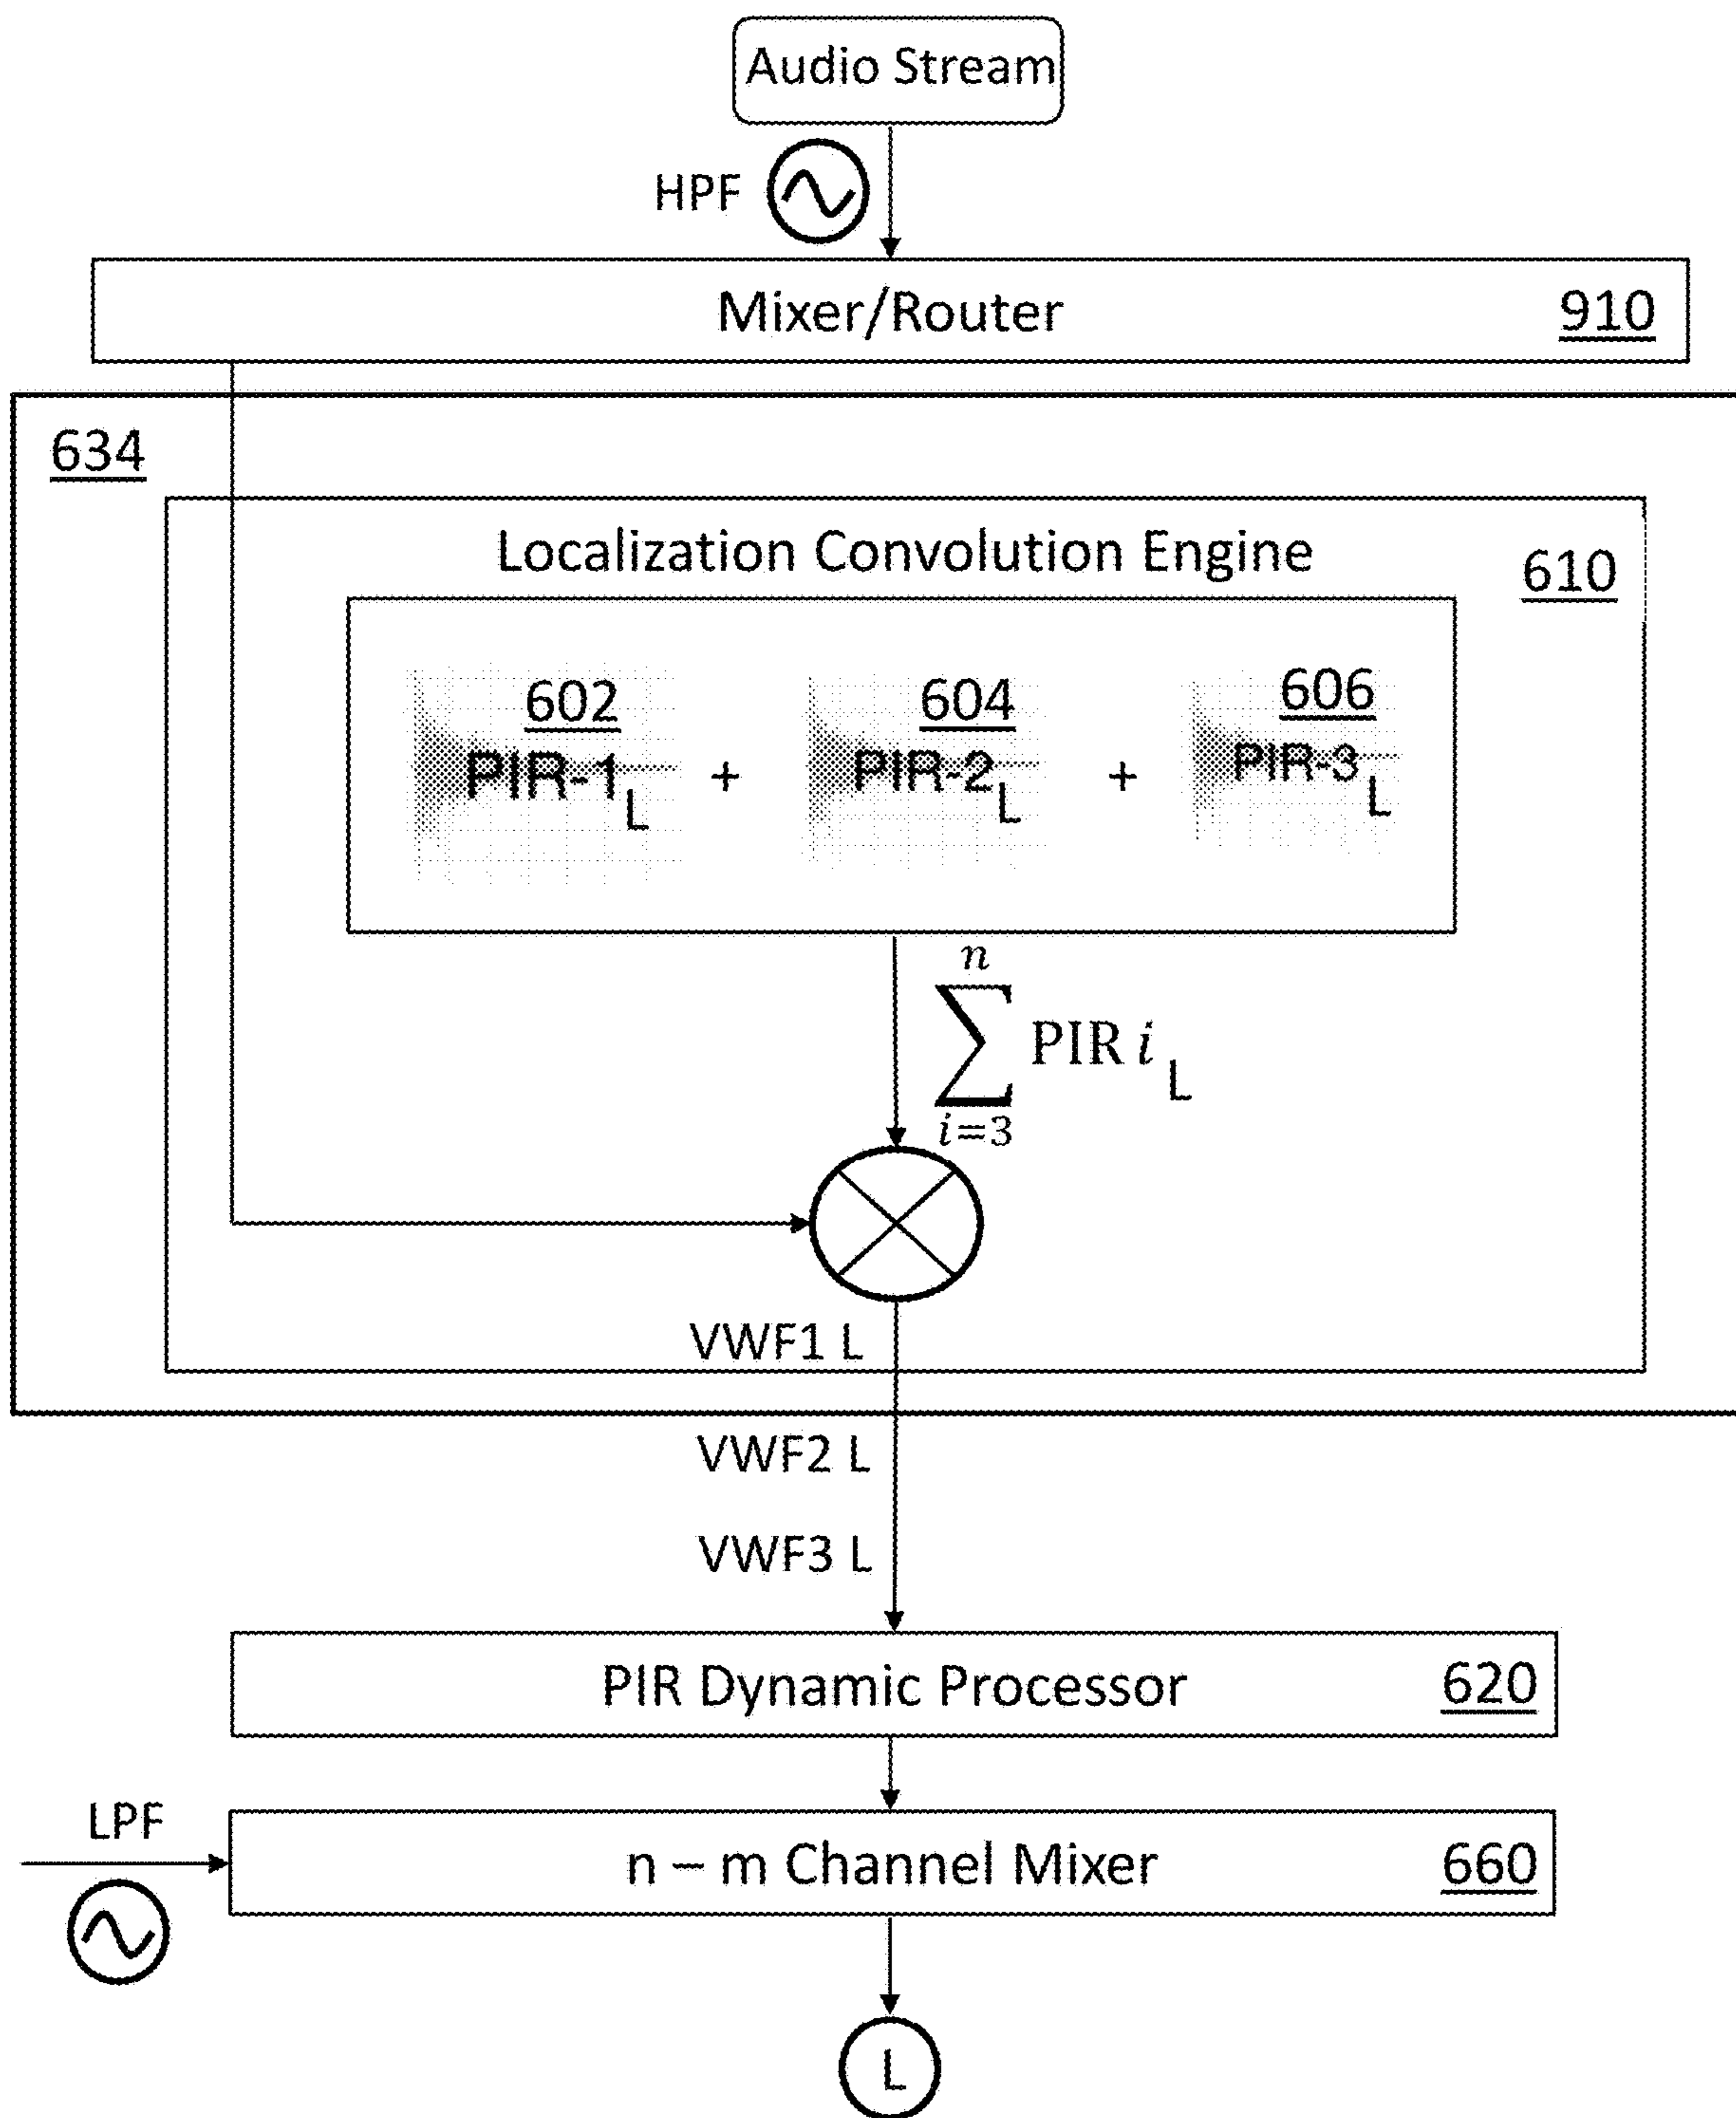 Audio Stream
HPF
Mixer/Router 910
634
Localization Convolution Engine 610
602 604 606
PIR-1L + PIR-2L + PIR-3L
n
∑ PIR i L
i=3
VWF1 L
VWF2 L
VWF3 L
PIR Dynamic Processor 620
LPF
n – m Channel Mixer 660
L